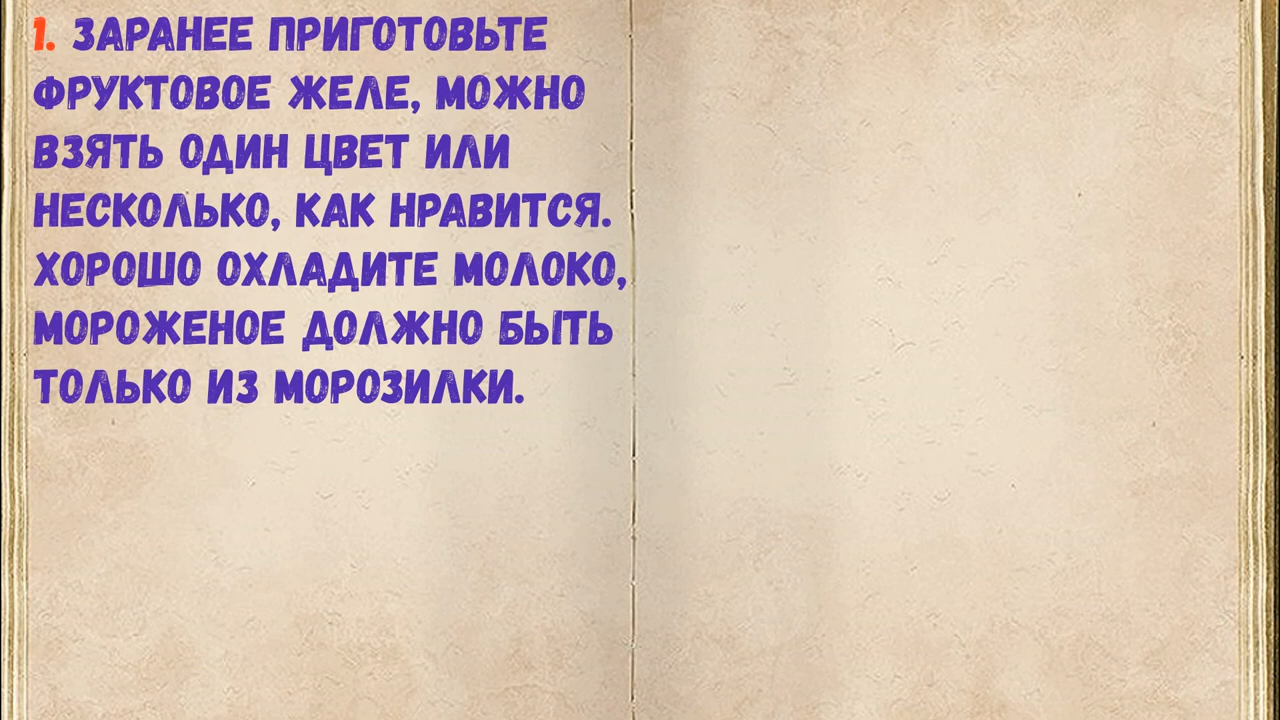 1. ЗАРАНЕЕ ПРИГОТОВЬТЕ
ФРУКТОВОЕ ЖЕЛЕ, МОЖНО
ВЗЯТЬ ОДИН ЦВЕТ ИЛИ
НЕСКОЛЬКО, КАК НРАВИТСЯ.
ХОРОШО ОХЛАДИТЕ МОЛОКО,
МОРОЖЕНОЕ ДОЛЖНО БЫТЬ
ТОЛЬКО ИЗ МОРОЗИЛКИ.